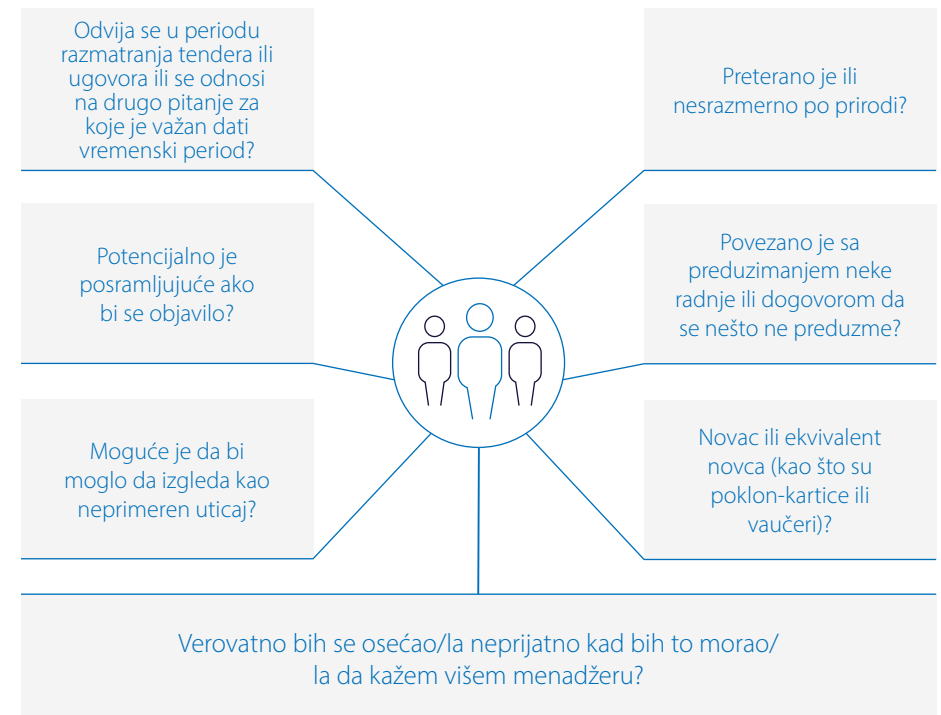 Odvija se u periodu
razmatranja tendera ili
ugovora ili se odnosi
na drugo pitanje za
koje je važan dati
vremenski period?
Preterano je ili
nesrazmerno po prirodi?
Potencijalno je
posramljujuće ako
bi se objavilo?
Povezano je sa
preduzimanjem neke
radnje ili dogovorom da
se nešto ne preduzme?
Moguće je da bi
moglo da izgleda kao
neprimeren uticaj?
Novac ili ekvivalent
novca (kao što su
poklon-kartice ili
vaučeri)?
Verovatno bih se osećao/la neprijatno kad bih to morao/
la da kažem višem menadžeru?